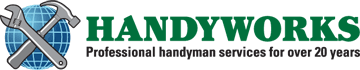 HANDYWORKS
Professional handyman services for over 20 years